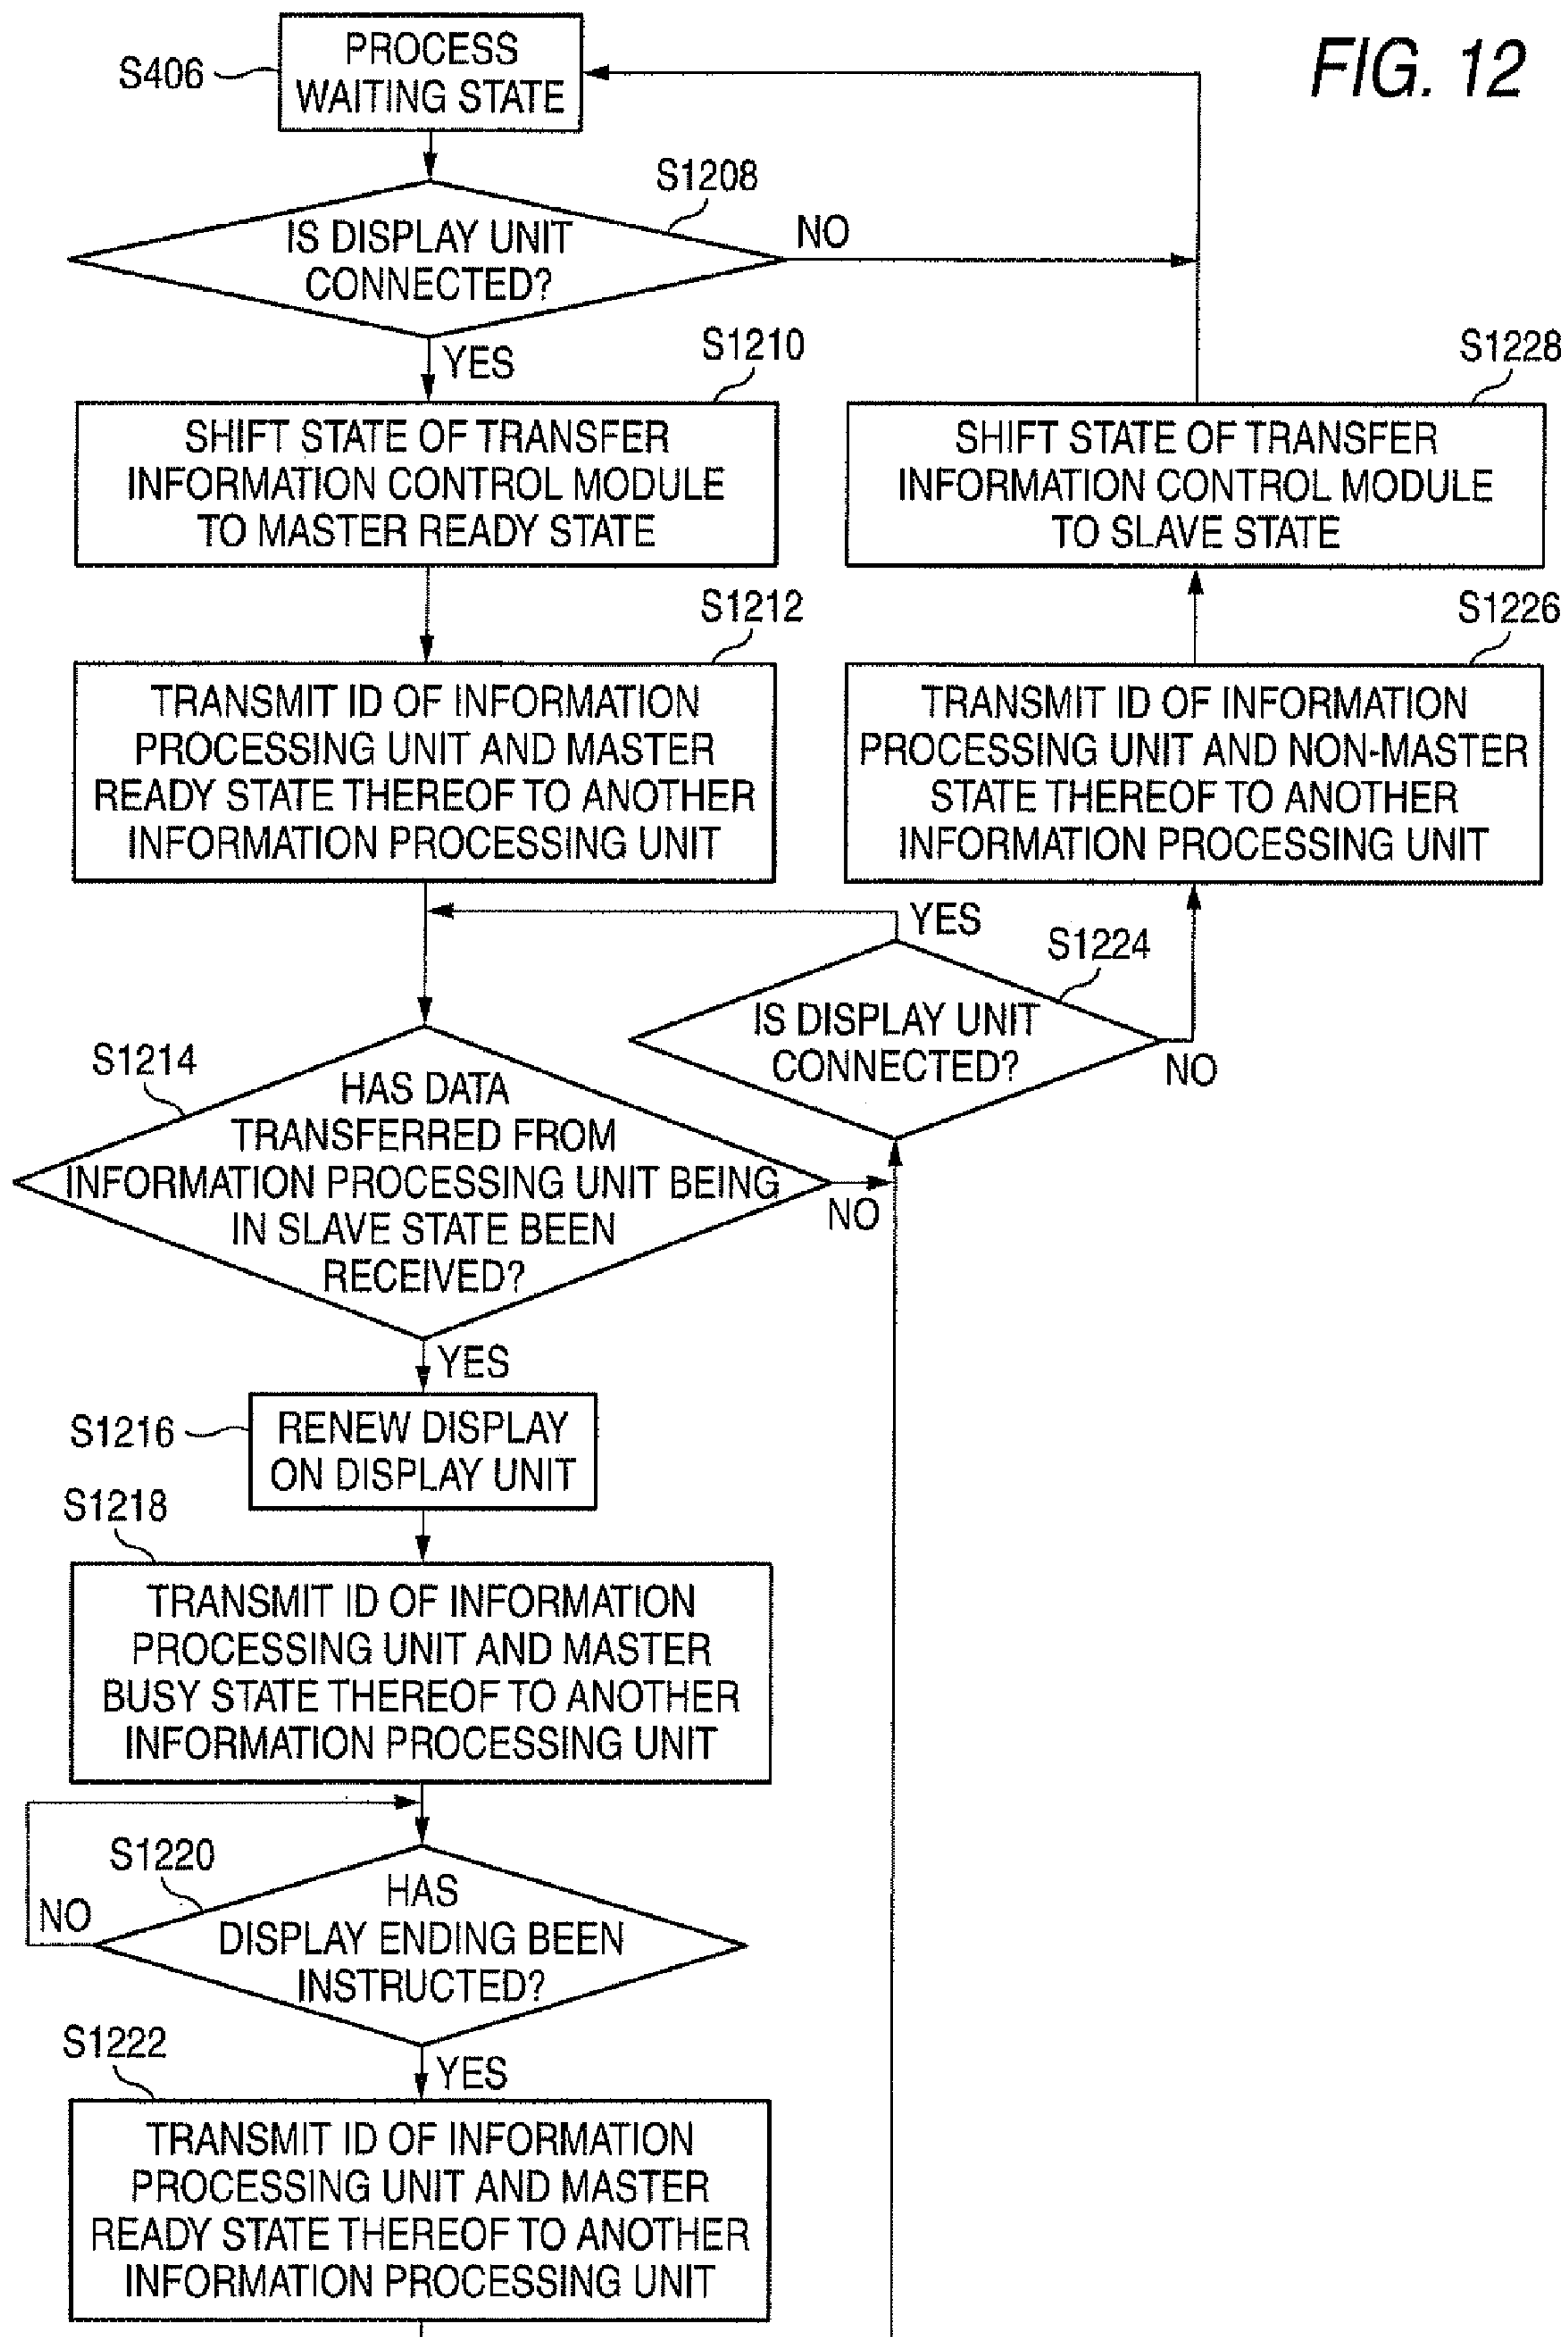 FIG. 12
S406
PROCESS
WAITING STATE
S1208
IS DISPLAY UNIT
CONNECTED?
NO
YES
S1210
SHIFT STATE OF TRANSFER
INFORMATION CONTROL MODULE
TO MASTER READY STATE
S1228
SHIFT STATE OF TRANSFER
INFORMATION CONTROL MODULE
TO SLAVE STATE
S1212
TRANSMIT ID OF INFORMATION
PROCESSING UNIT AND MASTER
READY STATE THEREOF TO ANOTHER
INFORMATION PROCESSING UNIT
S1226
TRANSMIT ID OF INFORMATION
PROCESSING UNIT AND NON-MASTER
STATE THEREOF TO ANOTHER
INFORMATION PROCESSING UNIT
YES
S1224
IS DISPLAY UNIT
CONNECTED?
NO
S1214
HAS DATA
TRANSFERRED FROM
INFORMATION PROCESSING UNIT BEING
IN SLAVE STATE BEEN
RECEIVED?
NO
YES
S1216
RENEW DISPLAY
ON DISPLAY UNIT
S1218
TRANSMIT ID OF INFORMATION
PROCESSING UNIT AND MASTER
BUSY STATE THEREOF TO ANOTHER
INFORMATION PROCESSING UNIT
S1220
NO
HAS
DISPLAY ENDING BEEN
INSTRUCTED?
YES
S1222
TRANSMIT ID OF INFORMATION
PROCESSING UNIT AND MASTER
READY STATE THEREOF TO ANOTHER
INFORMATION PROCESSING UNIT